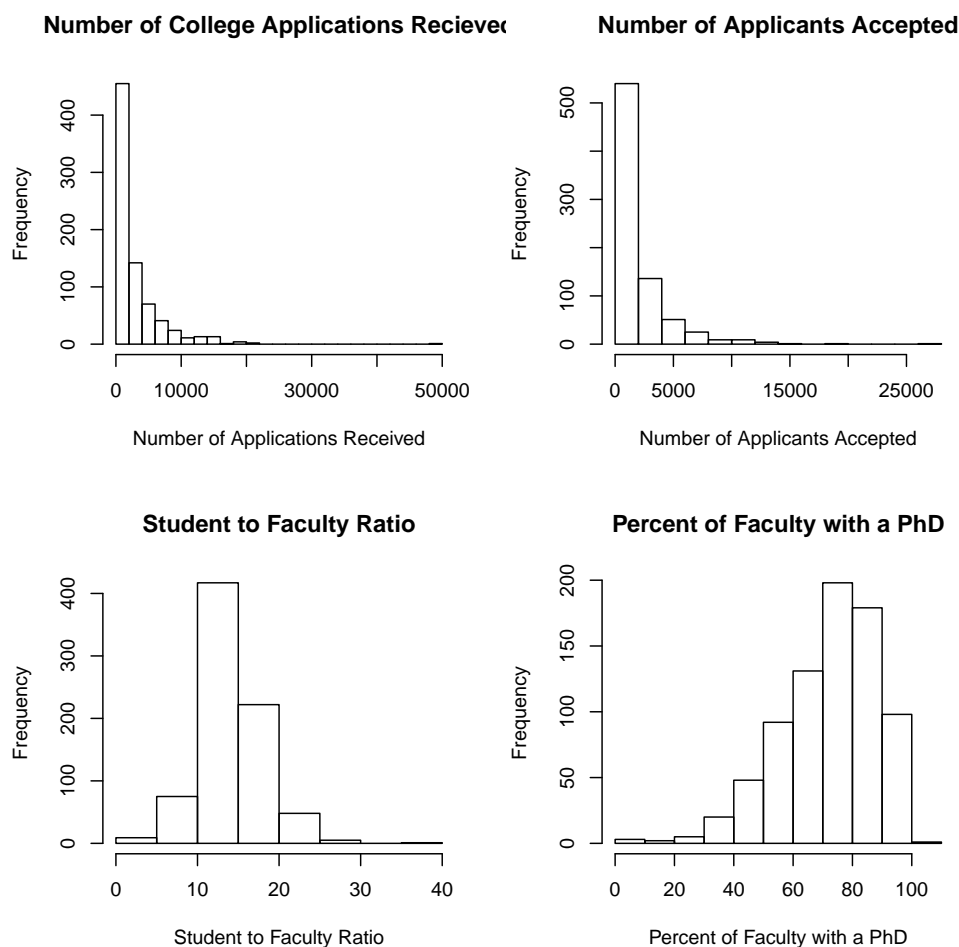 Number of College Applications Recieved
Number of Applicants Accepted
Frequency
0 100 200 300 400
0 10000 30000 50000
Number of Applications Received
Frequency
0 100 300 500
0 5000 15000 25000
Number of Applicants Accepted
Student to Faculty Ratio
Percent of Faculty with a PhD
Frequency
0 100 200 300 400
0 10 20 30 40
Student to Faculty Ratio
Frequency
0 50 100 150 200
0 20 40 60 80 100
Percent of Faculty with a PhD